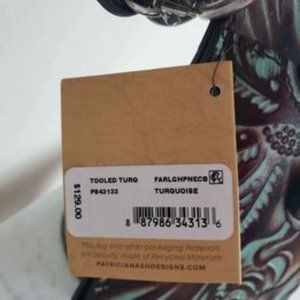 $129.00
TOOLED TURQ FARLGHPNECB
P643133 TURQUOISE
8 87986 34313 6
This tag and other packaging materials
are proudly made of Recycled Materials
PATRICIANASHDESIGNS.COM